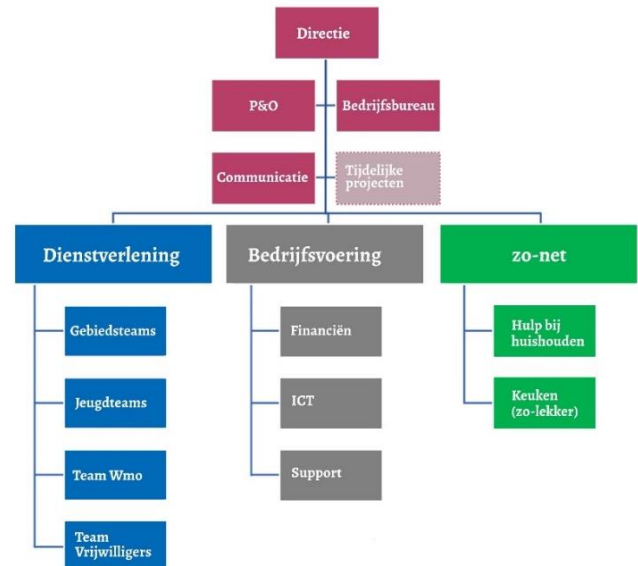 Directie
P&O
Bedrijfsbureau
Communicatie
Tijdelijke
projecten
Dienstverlening
Bedrijfsvoering
zo-net
Gebiedsteams
Financiën
Hulp bij
huishouden
Jeugdteams
ICT
Keuken
(zo-lekker)
Team Wmo
Support
Team
Vrijwilligers